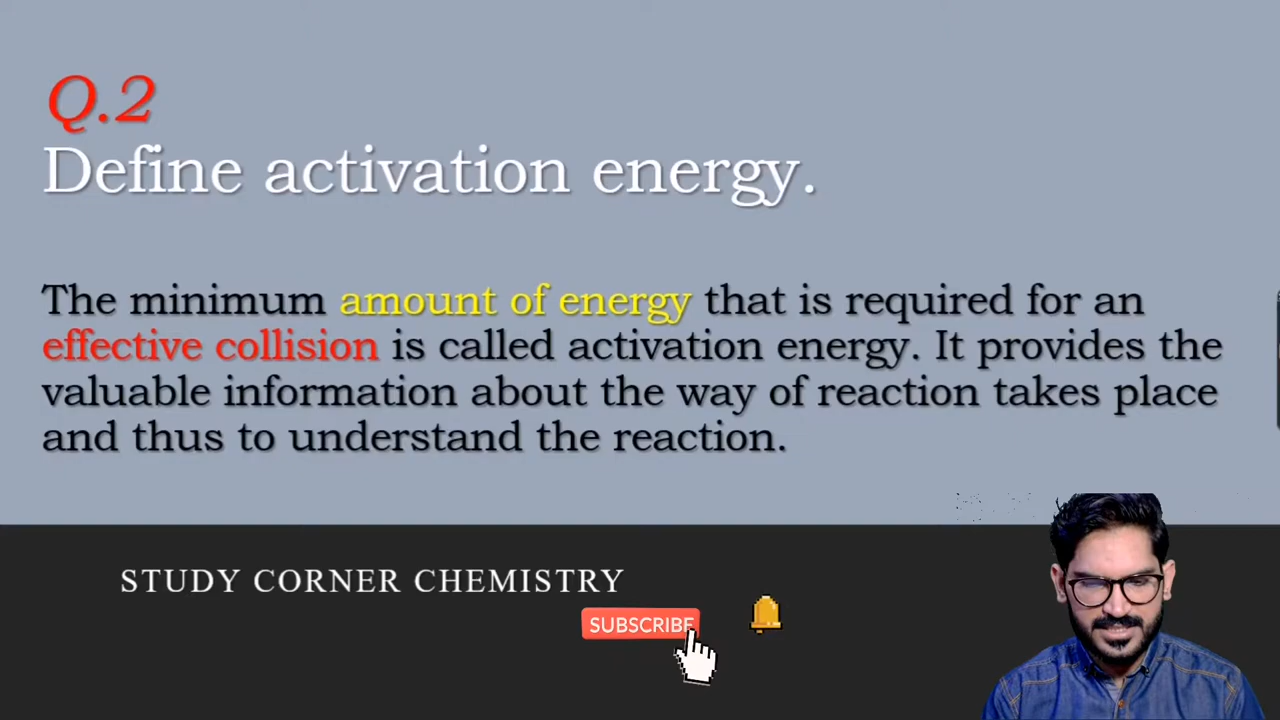 Q.2
Define activation energy.
The minimum amount of energy that is required for an
effective collision is called activation energy. It provides the
valuable information about the way of reaction takes place
and thus to understand the reaction.
STUDY CORNER CHEMISTRY
SUBSCRIBE